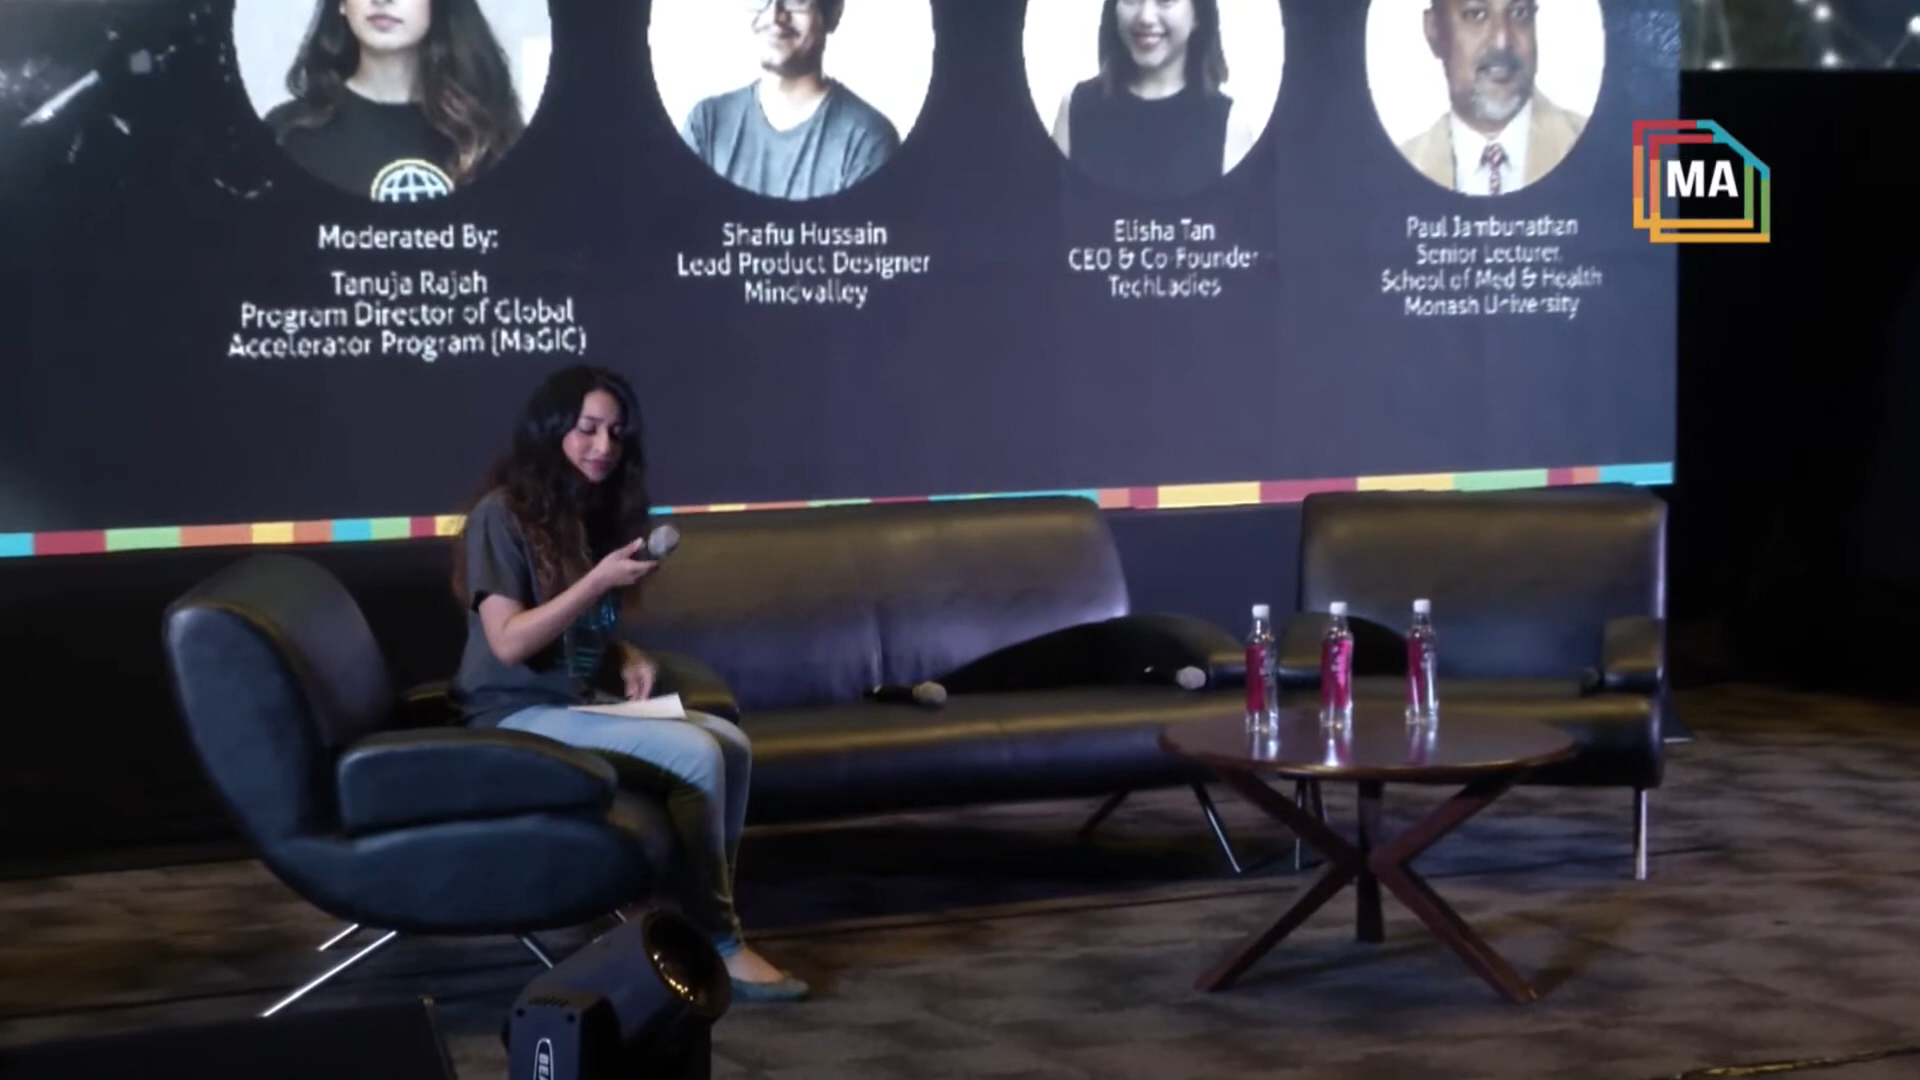 MA
Moderated By:
Tanuja Rajah
Program Director of Global
Accelerator Program (MaGIC)
Shafiu Hussain
Lead Product Designer
Mindvalley
Elisha Tan
CEO & Co-Founder
TechLadies
Paul Jambunathan
Senior Lecturer,
School of Med & Health
Monash University